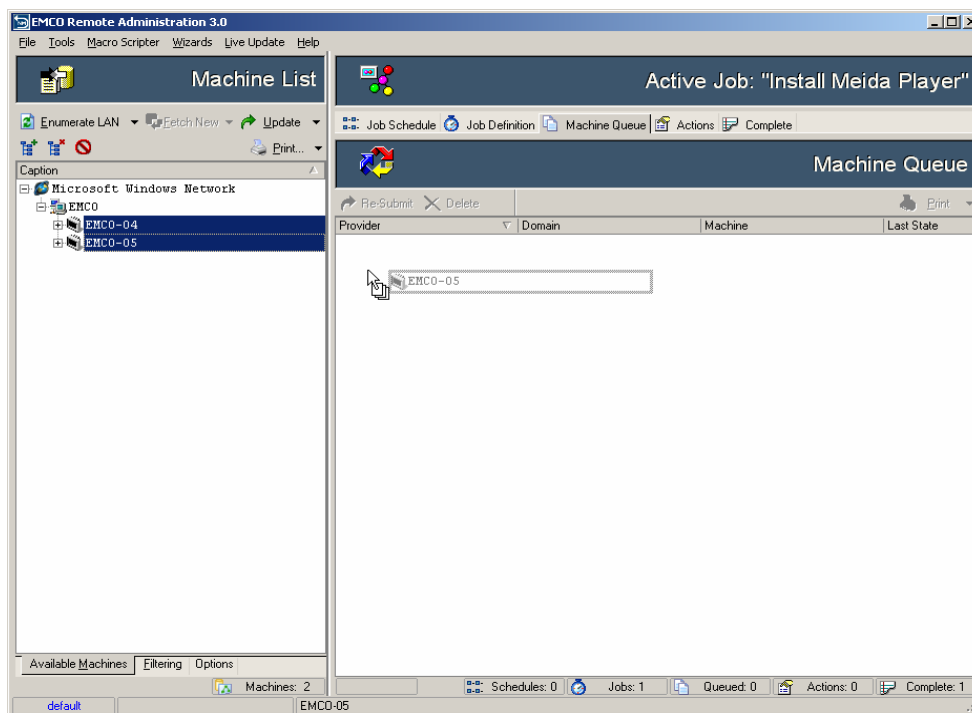 EMCO Remote Administration 3.0
File Tools Macro Scripter Wizards Live Update Help
Machine List
Active Job: "Install Meida Player"
Enumerate LAN Fetch New Update
Job Schedule Job Definition Machine Queue Actions Complete
Print...
Machine Queue
Caption
Microsoft Windows Network
Re-Submit Delete Print
EMCO
EMCO-04
Provider Domain Machine Last State
EMCO-05
EMCO-05
Available Machines Filtering Options
Machines: 2
Schedules: 0 Jobs: 1 Queued: 0 Actions: 0 Complete: 1
default
EMCO-05